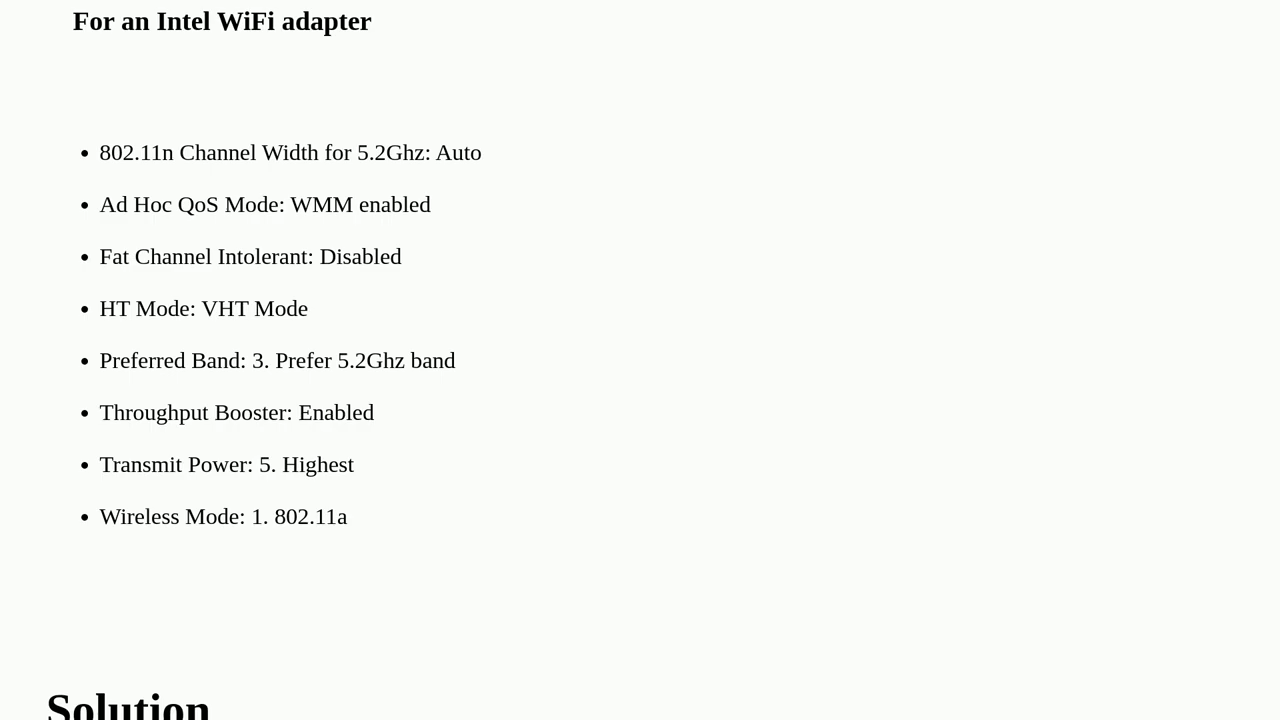 For an Intel WiFi adapter
• 802.11n Channel Width for 5.2Ghz: Auto
• Ad Hoc QoS Mode: WMM enabled
• Fat Channel Intolerant: Disabled
• HT Mode: VHT Mode
• Preferred Band: 3. Prefer 5.2Ghz band
• Throughput Booster: Enabled
• Transmit Power: 5. Highest
• Wireless Mode: 1. 802.11a
Solution